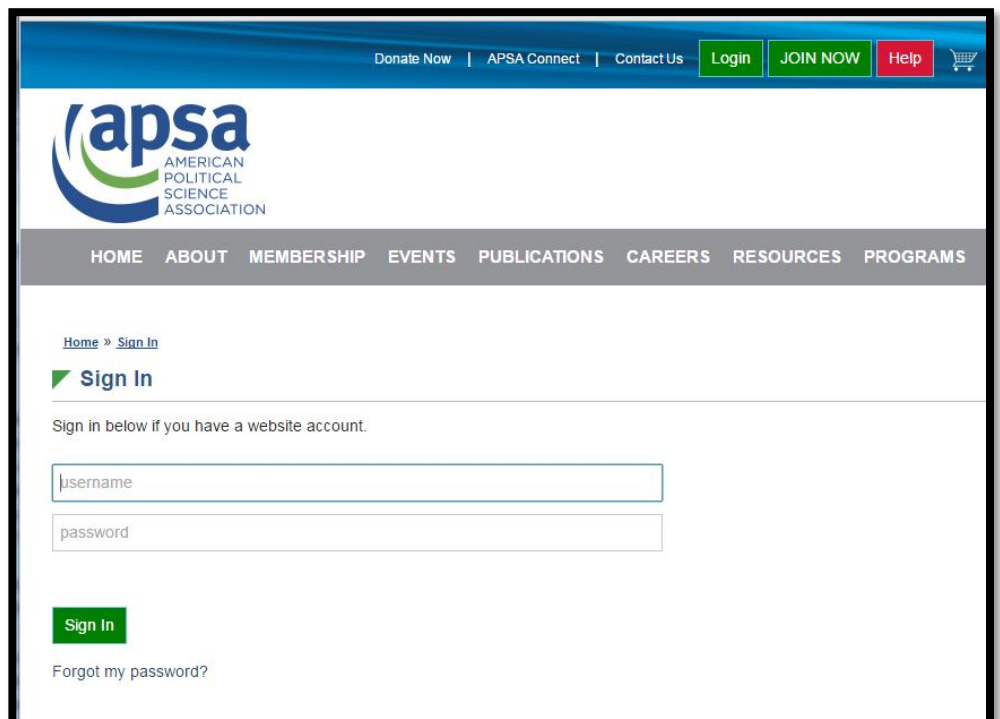 Donate Now | APSA Connect | Contact Us Login JOIN NOW Help
apsa
AMERICAN
POLITICAL
SCIENCE
ASSOCIATION
HOME ABOUT MEMBERSHIP EVENTS PUBLICATIONS CAREERS RESOURCES PROGRAMS
Home » Sign In
Sign In
Sign in below if you have a website account.
username
password
Sign In
Forgot my password?